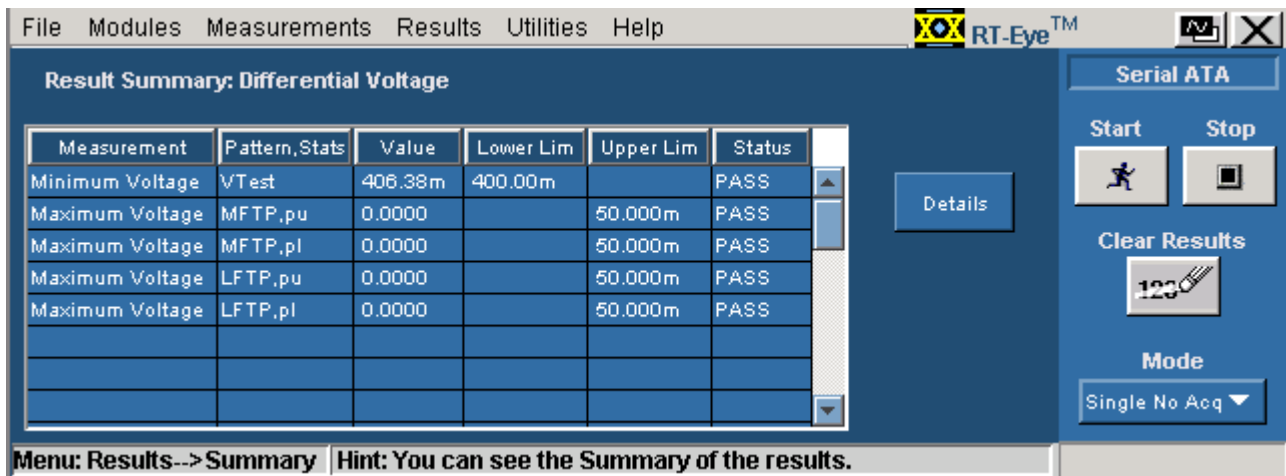 File Modules Measurements Results Utilities Help RT-Eye™
Result Summary: Differential Voltage
Measurement Pattern,Stats Value Lower Lim Upper Lim Status
Minimum Voltage VTest 406.38m 400.00m PASS
Maximum Voltage MFTP,pu 0.0000 50.000m PASS
Maximum Voltage MFTP,pl 0.0000 50.000m PASS
Maximum Voltage LFTP,pu 0.0000 50.000m PASS
Maximum Voltage LFTP,pl 0.0000 50.000m PASS
Details
Serial ATA
Start Stop
Clear Results
123
Mode
Single No Acq
Menu: Results-->Summary Hint: You can see the Summary of the results.